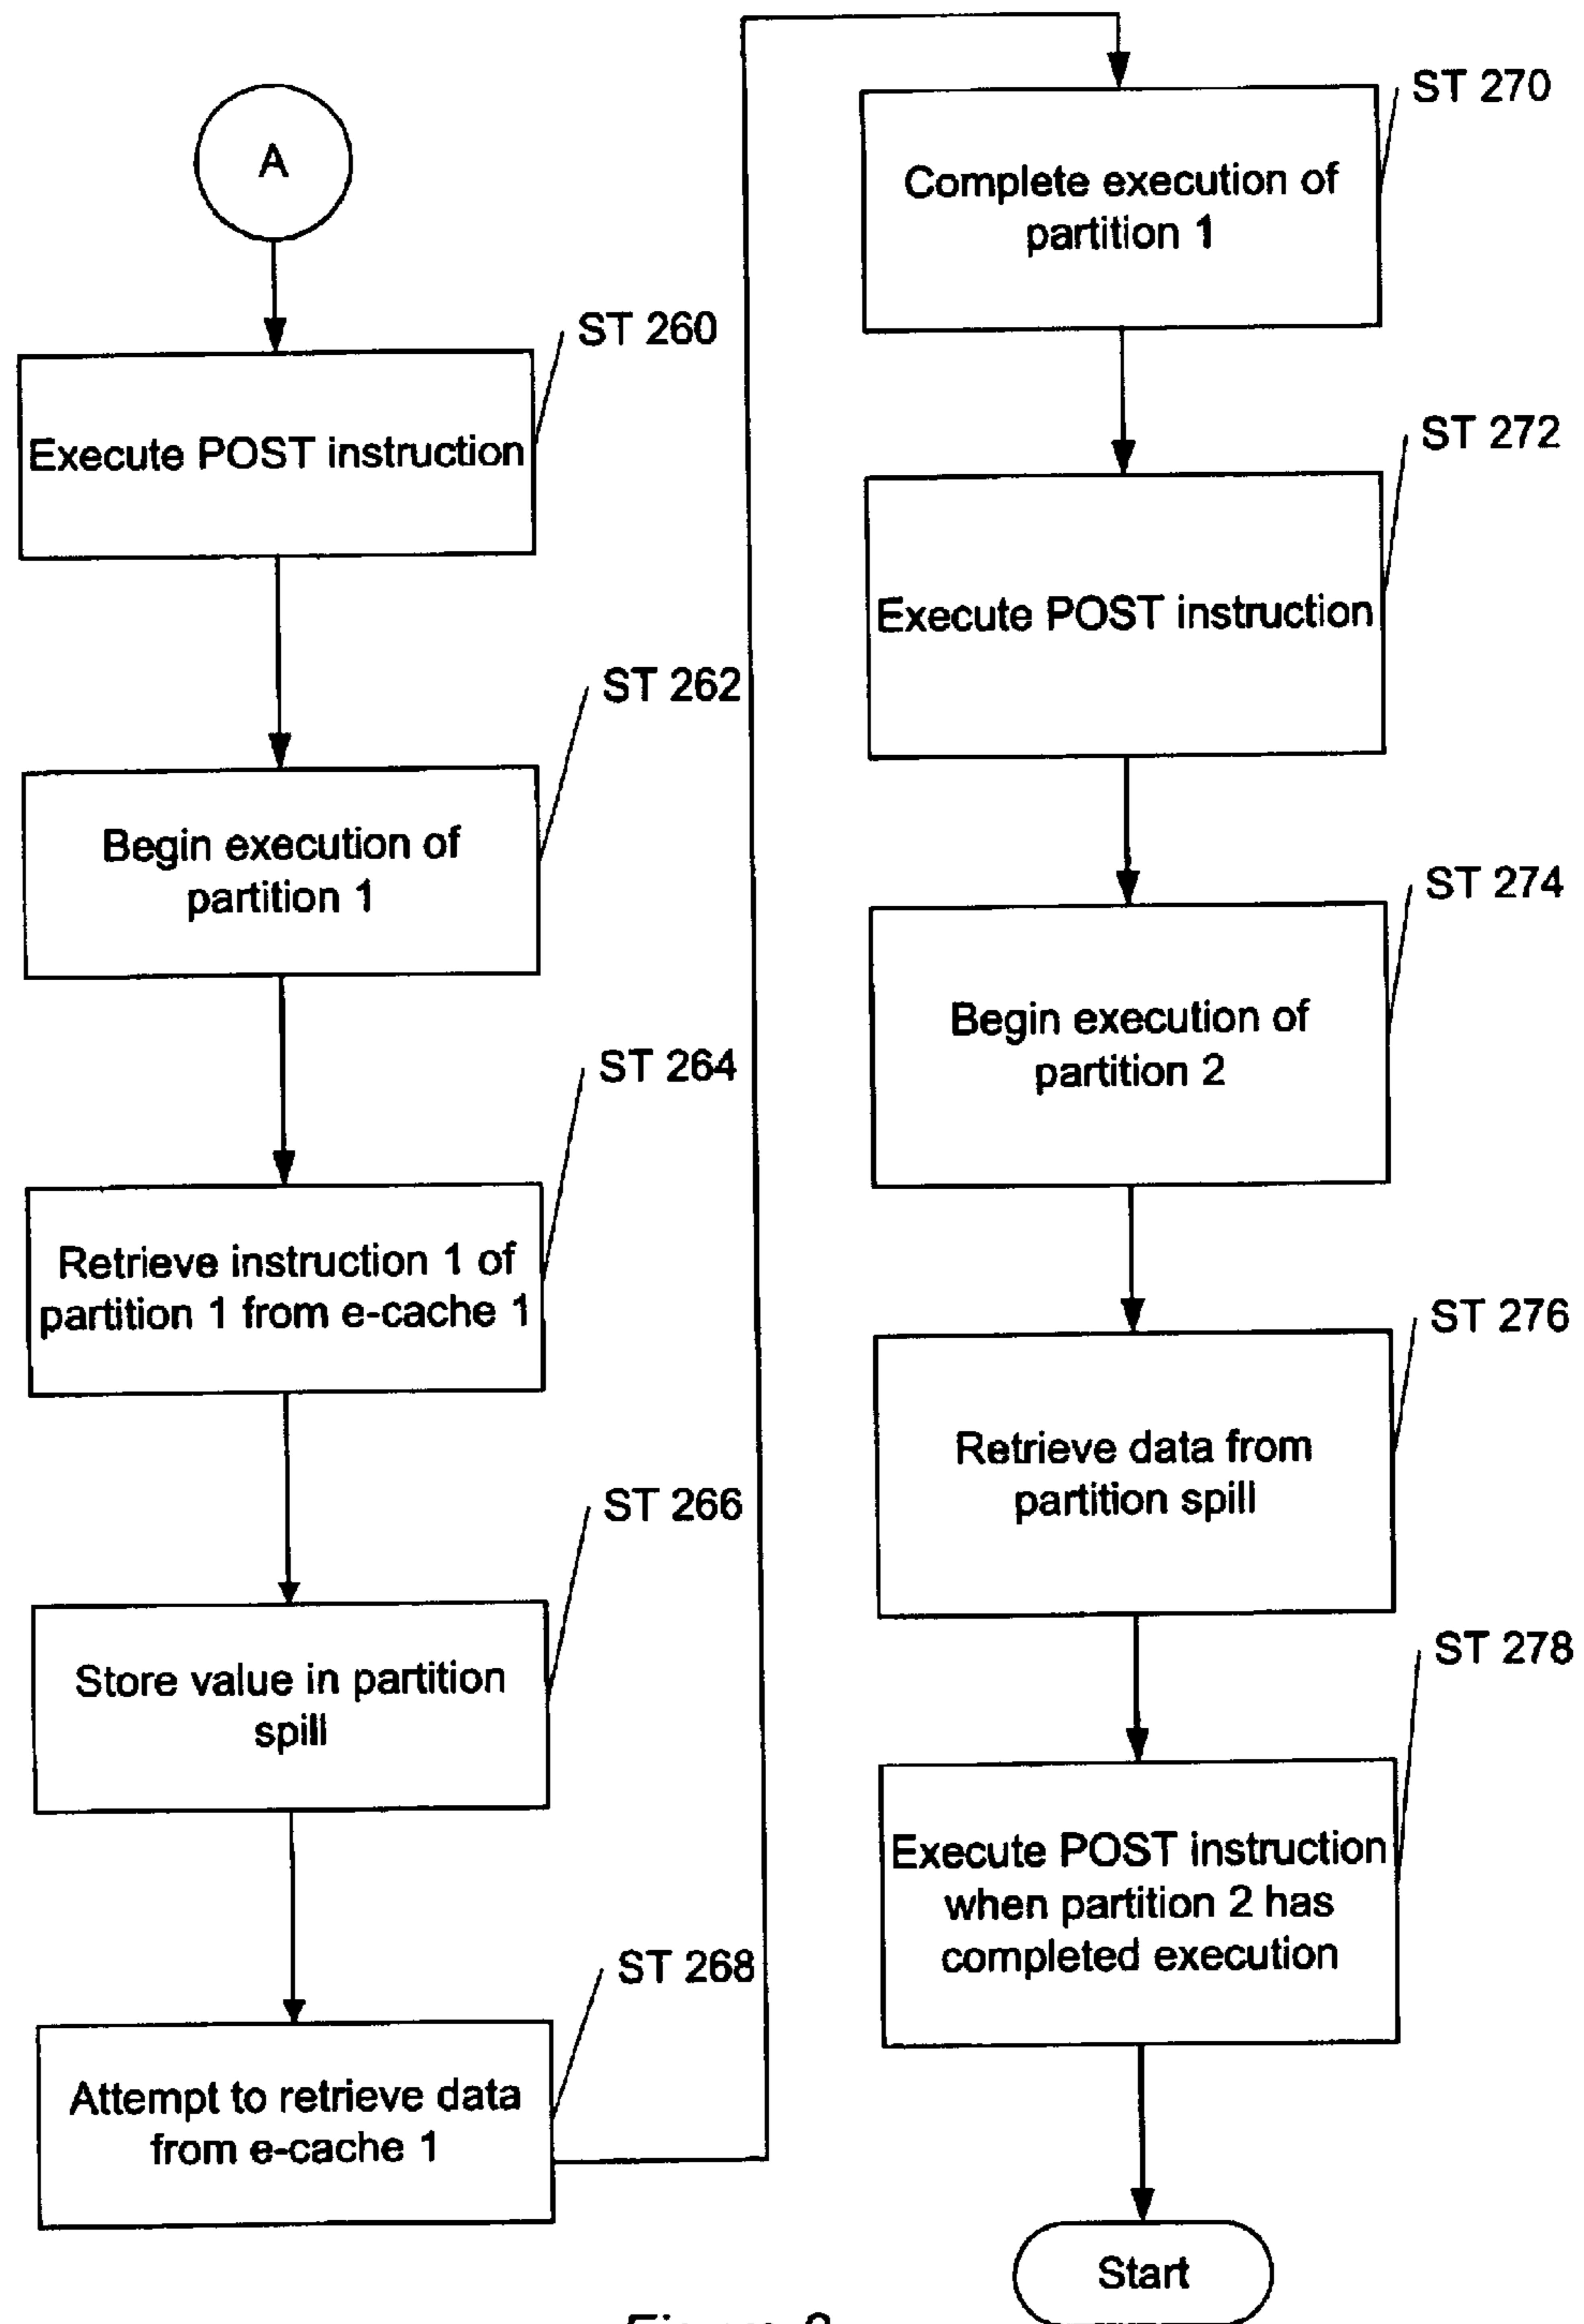 A
ST 260
Execute POST instruction
ST 262
Begin execution of
partition 1
ST 264
Retrieve instruction 1 of
partition 1 from e-cache 1
ST 266
Store value in partition
spill
ST 268
Attempt to retrieve data
from e-cache 1
ST 270
Complete execution of
partition 1
ST 272
Execute POST instruction
ST 274
Begin execution of
partition 2
ST 276
Retrieve data from
partition spill
ST 278
Execute POST instruction
when partition 2 has
completed execution
Start